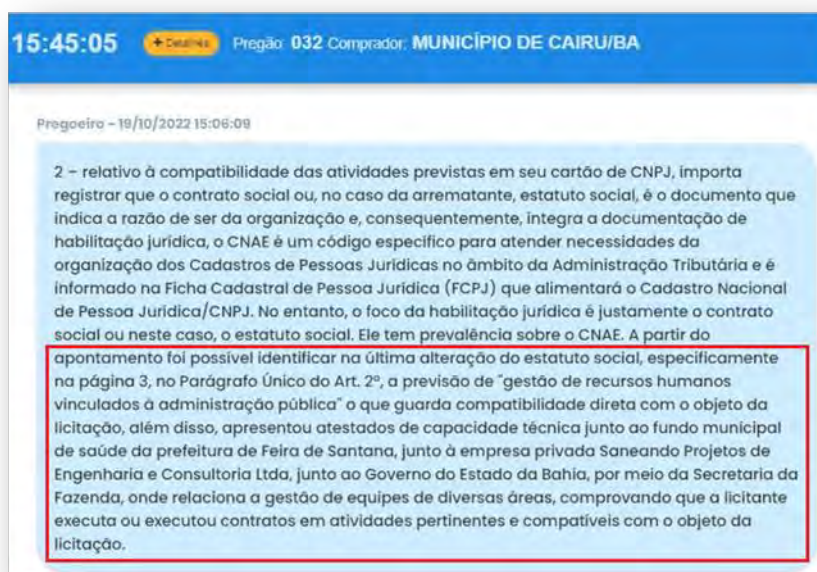 15:45:05 + Detalhes Pregão: 032 Comprador: MUNICÍPIO DE CAIRU/BA
Pregoeiro - 19/10/2022 15:06:09
2 – relativo à compatibilidade das atividades previstas em seu cartão de CNPJ, importa
registrar que o contrato social ou, no caso da arrematante, estatuto social, é o documento que
indica a razão de ser da organização e, consequentemente, integra a documentação de
habilitação jurídica, o CNAE é um código específico para atender necessidades da
organização dos Cadastros de Pessoas Jurídicas no âmbito da Administração Tributária e é
informado na Ficha Cadastral de Pessoa Jurídica (FCPJ) que alimentará o Cadastro Nacional
de Pessoa Jurídica/CNPJ. No entanto, o foco da habilitação jurídica é justamente o contrato
social ou neste caso, o estatuto social. Ele tem prevalência sobre o CNAE. A partir do
apontamento foi possível identificar na última alteração do estatuto social, especificamente
na página 3, no Parágrafo Único do Art. 2º, a previsão de "gestão de recursos humanos
vinculados à administração pública" o que guarda compatibilidade direta com o objeto da
licitação, além disso, apresentou atestados de capacidade técnica junto ao fundo municipal
de saúde da prefeitura de Feira de Santana, junto à empresa privada Saneando Projetos de
Engenharia e Consultoria Ltda, junto ao Governo do Estado da Bahia, por meio da Secretaria da
Fazenda, onde relaciona a gestão de equipes de diversas áreas, comprovando que a licitante
executa ou executou contratos em atividades pertinentes e compatíveis com o objeto da
licitação.